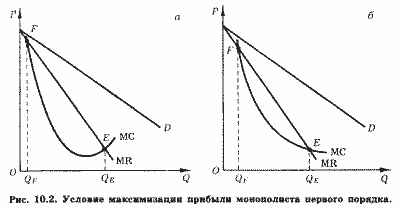 P
а
F
D
E
MC
MR
O
Q_F
Q_E
Q
P
б
F
D
E
MC
MR
O
Q_F
Q_E
Q
Рис. 10.2. Условие максимизации прибыли монополиста первого порядка.